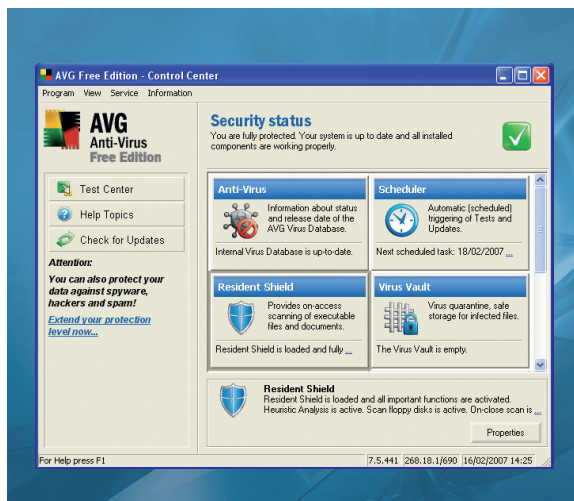 AVG Free Edition - Control Center
Program View Service Information
AVG
Anti-Virus
Free Edition
Test Center
Help Topics
Check for Updates
Attention:
You can also protect your
data against spyware,
hackers and spam!
Extend your protection
level now...
Security status
You are fully protected. Your system is up to date and all installed
components are working properly.
Anti-Virus
Information about status
and release date of the
AVG Virus Database.
Internal Virus Database is up-to-date.
Scheduler
Automatic (scheduled)
triggering of Tests and
Updates.
Next scheduled task: 18/02/2007 ...
Resident Shield
Provides on-access
scanning of executable
files and documents.
Resident Shield is loaded and fully ...
Virus Vault
Virus quarantine, safe
storage for infected files.
The Virus Vault is empty.
Resident Shield
Resident Shield is loaded and all important functions are activated.
Heuristic Analysis is active. Scan floppy disks is active. On-close scan is ...
Properties
For Help press F1
7.5.441 268.18.1/690 16/02/2007 14:25